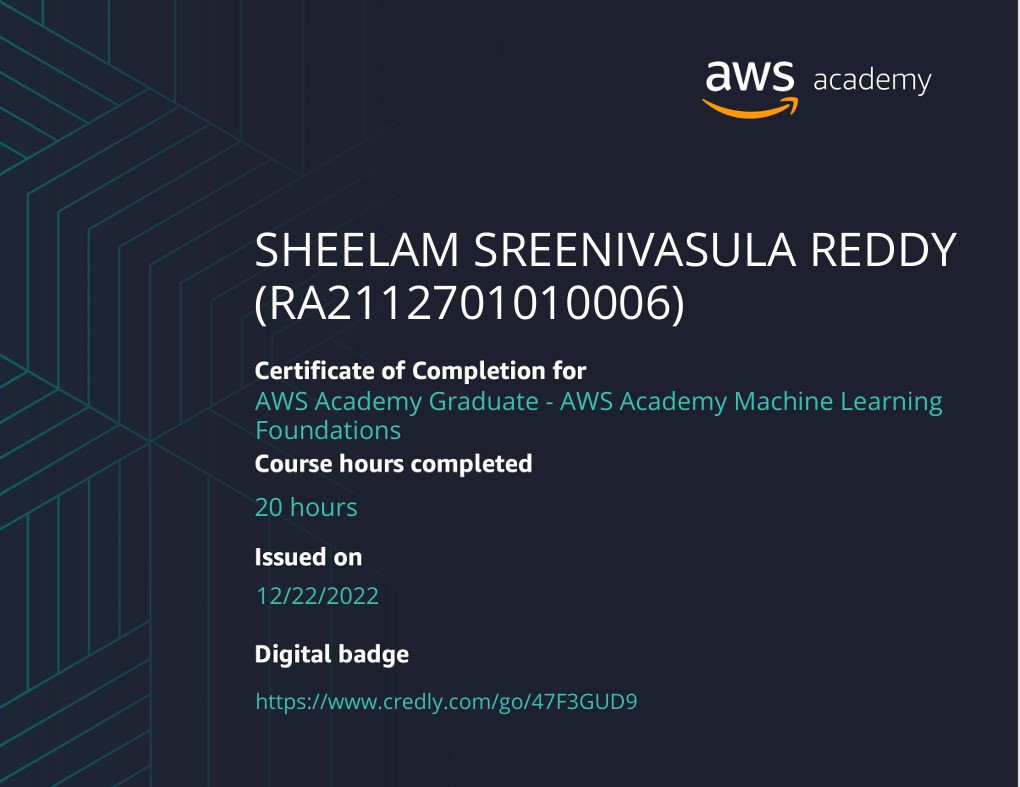 aws academy
SHEELAM SREENIVASULA REDDY
(RA2112701010006)
Certificate of Completion for
AWS Academy Graduate - AWS Academy Machine Learning
Foundations
Course hours completed
20 hours
Issued on
12/22/2022
Digital badge
https://www.credly.com/go/47F3GUD9